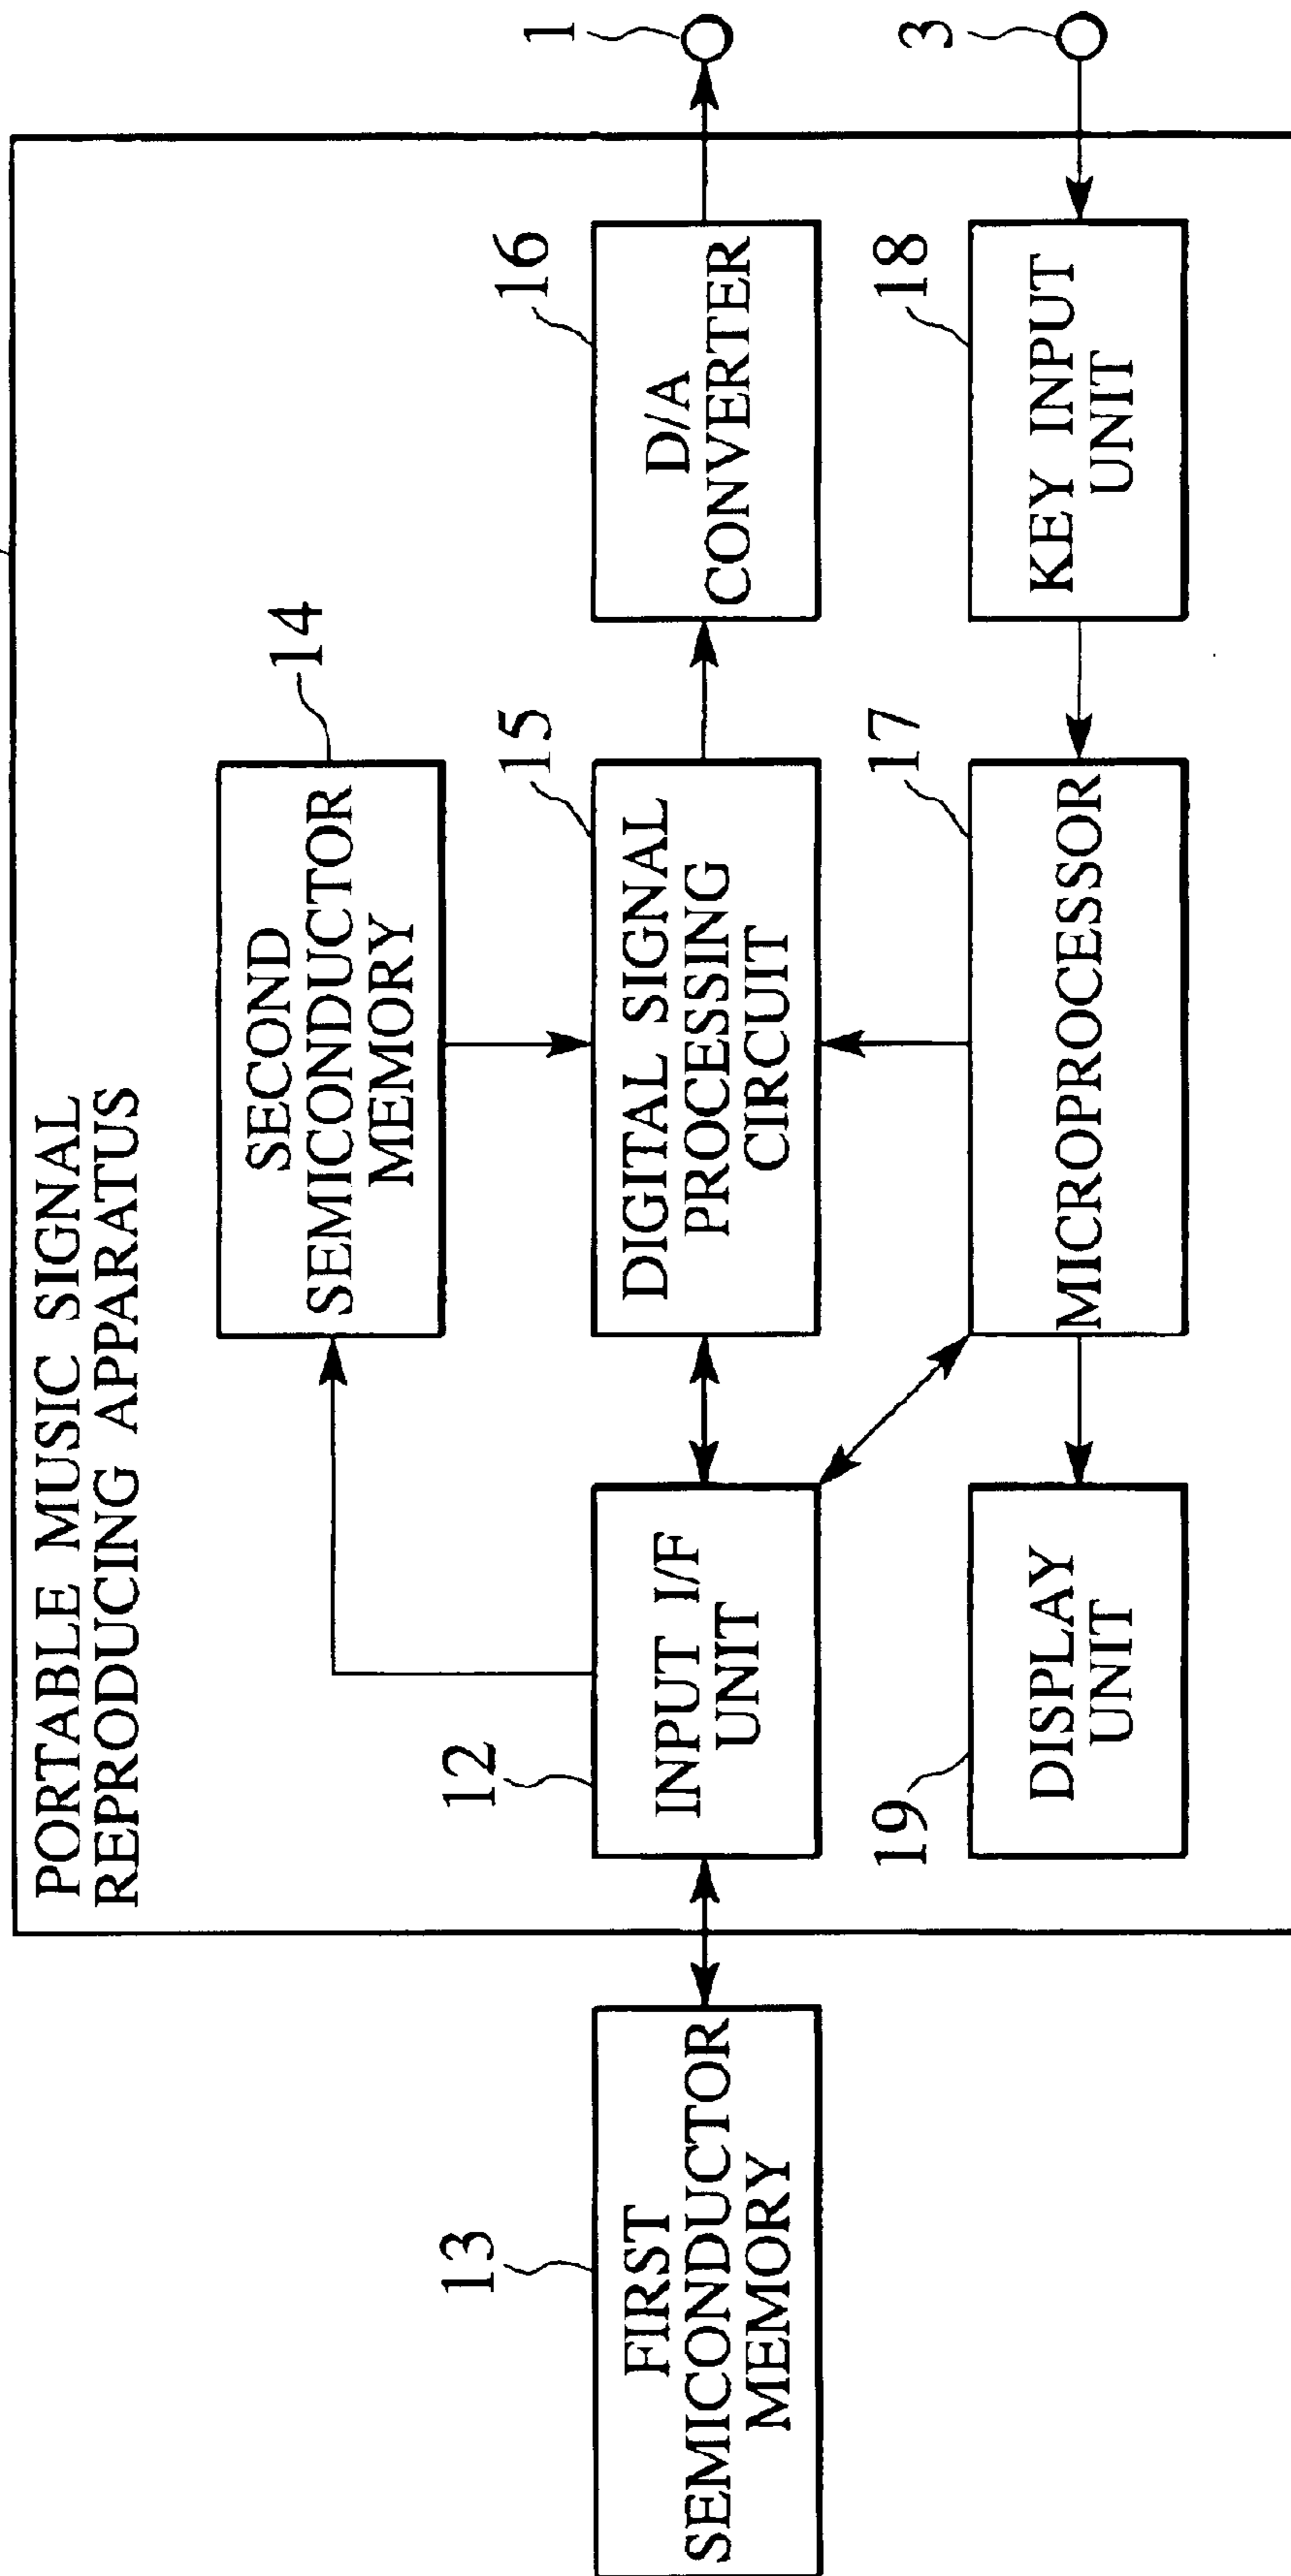 PORTABLE MUSIC SIGNAL
REPRODUCING APPARATUS
14
SECOND
SEMICONDUCTOR
MEMORY
13
FIRST
SEMICONDUCTOR
MEMORY
12
INPUT I/F
UNIT
15
DIGITAL SIGNAL
PROCESSING
CIRCUIT
16
D/A
CONVERTER
1
19
DISPLAY
UNIT
17
MICROPROCESSOR
18
KEY INPUT
UNIT
3